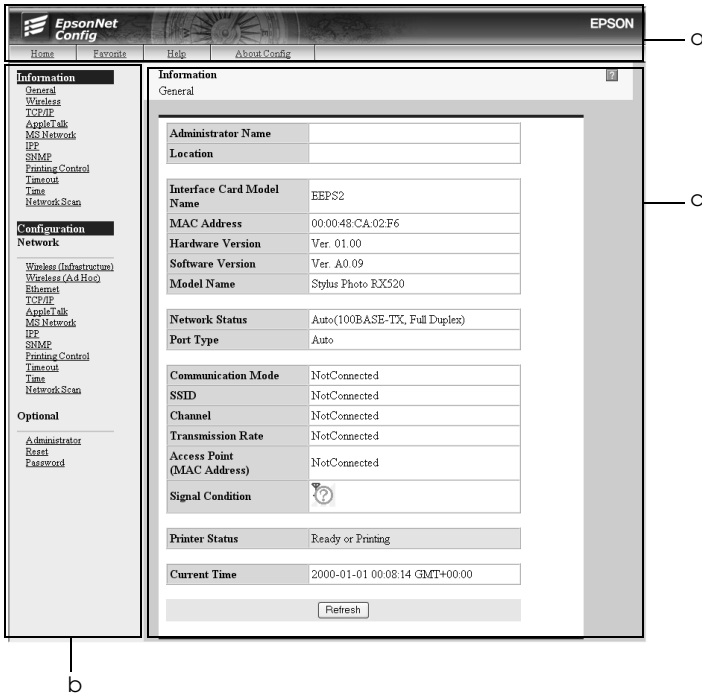 EpsonNet
Config
EPSON
Home Favorite Help About Config
Information
General
Wireless
TCP/IP
AppleTalk
MS Network
IPP
SNMP
Printing Control
Timeout
Time
Network Scan
Configuration
Network
Wireless (Infrastructure)
Wireless (Ad Hoc)
Ethernet
TCP/IP
AppleTalk
MS Network
IPP
SNMP
Printing Control
Timeout
Time
Network Scan
Optional
Administrator
Reset
Password
Information ?
General
Administrator Name
Location
Interface Card Model
Name EEPS2
MAC Address 00:00:48:CA:02:F6
Hardware Version Ver. 01.00
Software Version Ver. A0.09
Model Name Stylus Photo RX520
Network Status Auto(100BASE-TX, Full Duplex)
Port Type Auto
Communication Mode NotConnected
SSID NotConnected
Channel NotConnected
Transmission Rate NotConnected
Access Point
(MAC Address) NotConnected
Signal Condition ?
Printer Status Ready or Printing
Current Time 2000-01-01 00:08:14 GMT+00:00
Refresh
b